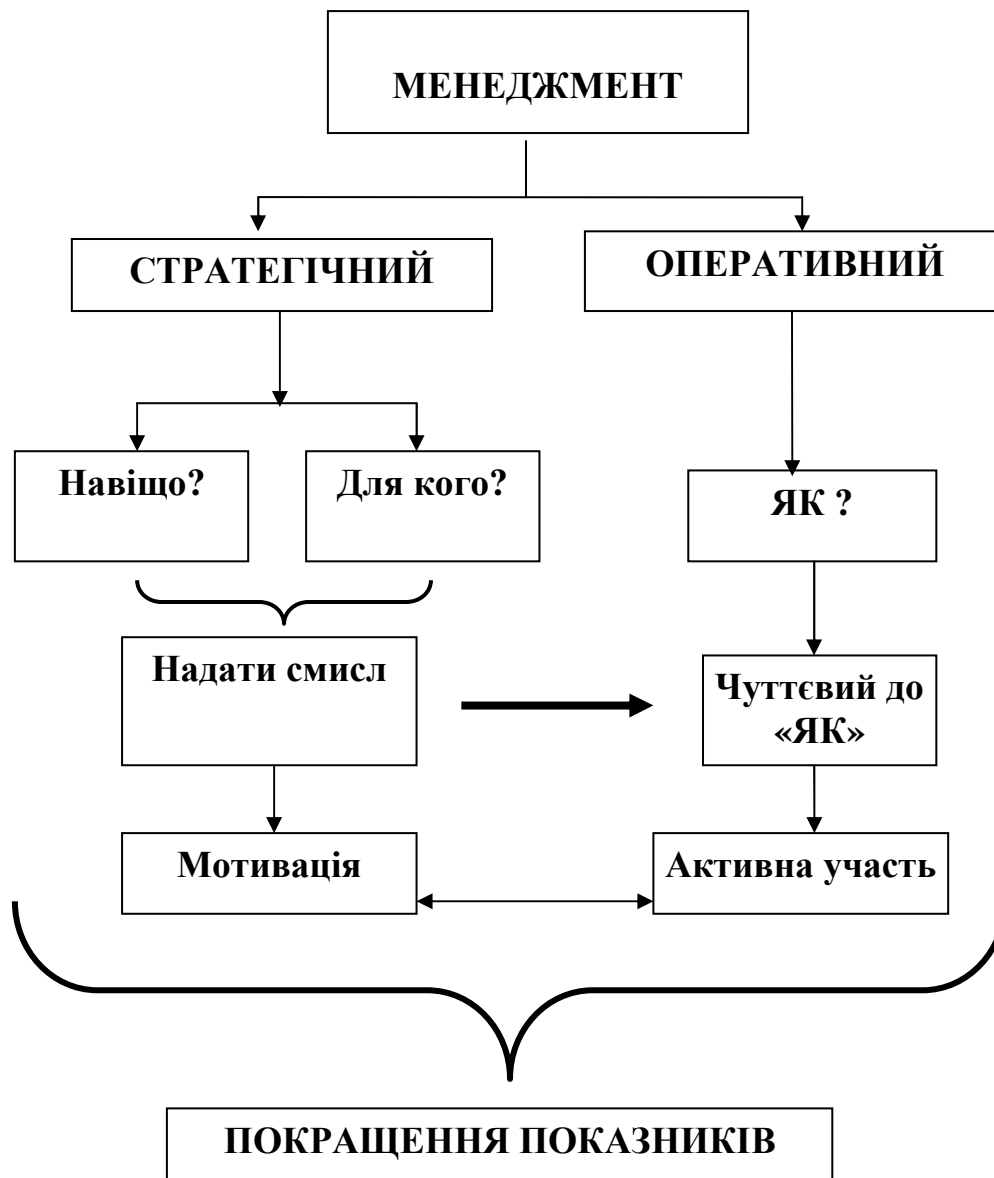 МЕНЕДЖМЕНТ
СТРАТЕГІЧНИЙ
ОПЕРАТИВНИЙ
Навіщо?
Для кого?
ЯК ?
Надати смисл
Чуттєвий до
«ЯК»
Мотивація
Активна участь
ПОКРАЩЕННЯ ПОКАЗНИКІВ